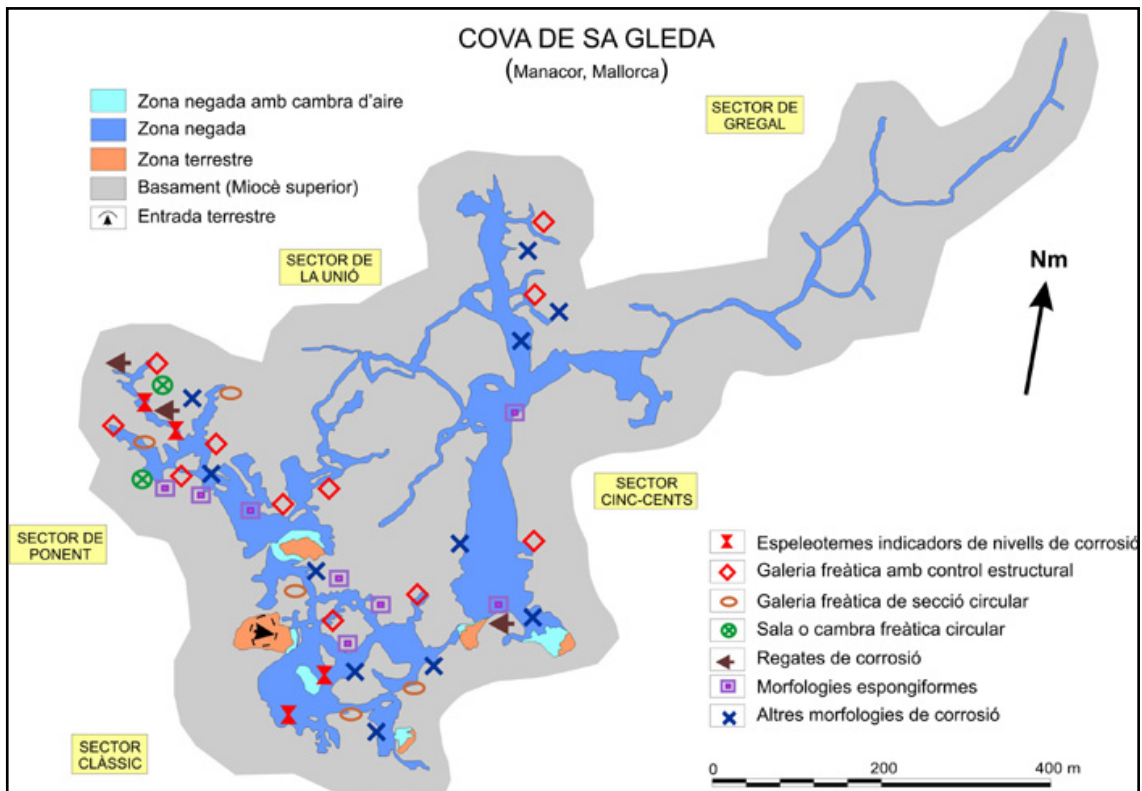 COVA DE SA GLEDA
(Manacor, Mallorca)
Zona negada amb cambra d'aire
Zona negada
Zona terrestre
Basament (Miocè superior)
Entrada terrestre
SECTOR DE
GREGAL
SECTOR DE
LA UNIÓ
Nm
SECTOR
CINC-CENTS
SECTOR DE
PONENT
SECTOR
CLÀSSIC
Espeleotemes indicadors de nivells de corrosió
Galeria freàtica amb control estructural
Galeria freàtica de secció circular
Sala o cambra freàtica circular
Regates de corrosió
Morfologies espongiformes
Altres morfologies de corrosió
0 200 400 m